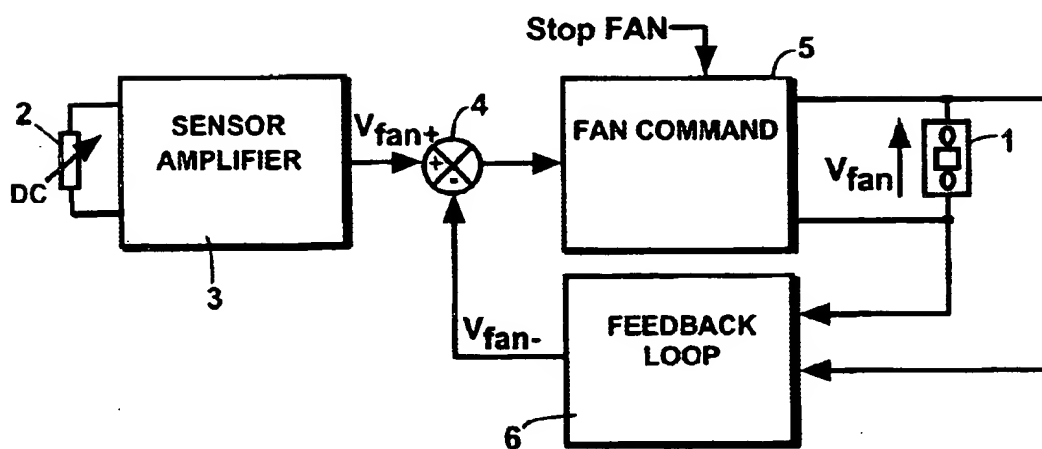 Stop FAN
5
2
SENSOR
AMPLIFIER
DC
3
Vfan+
4
+
-
FAN COMMAND
Vfan
1
Vfan-
FEEDBACK
LOOP
6